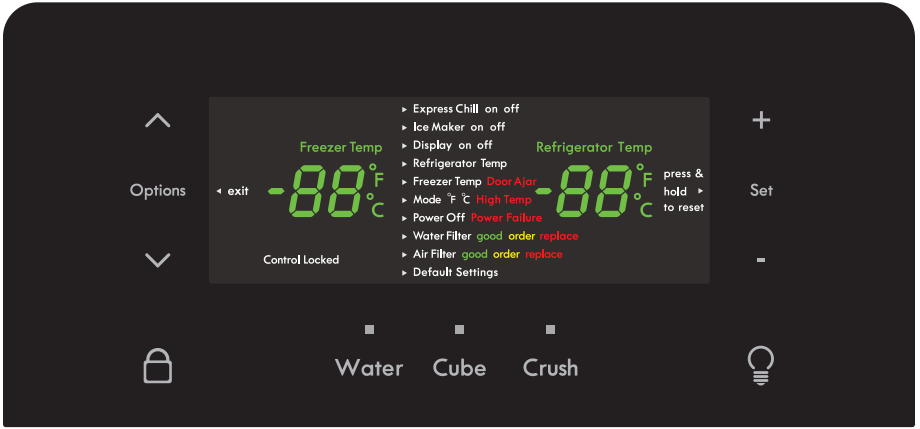 Express Chill on off
Ice Maker on off
Freezer Temp
Display on off
Refrigerator Temp
Refrigerator Temp
Options
exit
-88°F °C
Freezer Temp Door Ajar
Mode °F °C High Temp
Power Off Power Failure
Water Filter good order replace
Air Filter good order replace
Default Settings
-88°F °C
press &
hold
to reset
+
Set
-
Control Locked
Water Cube Crush